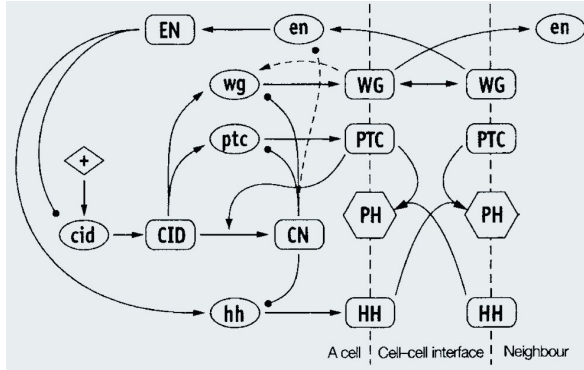 EN en en
wg WG WG
ptc PTC PTC
+
PH PH
cid CID CN
hh HH HH
A cell Cell–cell interface Neighbour